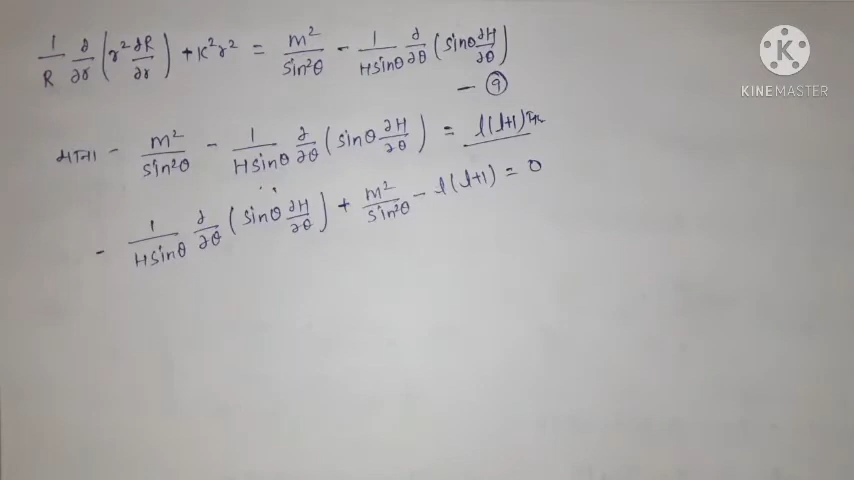 1/R ∂/∂r (r² ∂R/∂r) + K²r² = m²/sin²θ - 1/(H sinθ) ∂/∂θ (sinθ ∂H/∂θ)
- ⑨
माना - m²/sin²θ - 1/(H sinθ) ∂/∂θ (sinθ ∂H/∂θ) = l(l+1)
- 1/(H sinθ) ∂/∂θ (sinθ ∂H/∂θ) + m²/sin²θ - l(l+1) = 0
K
KINEMASTER